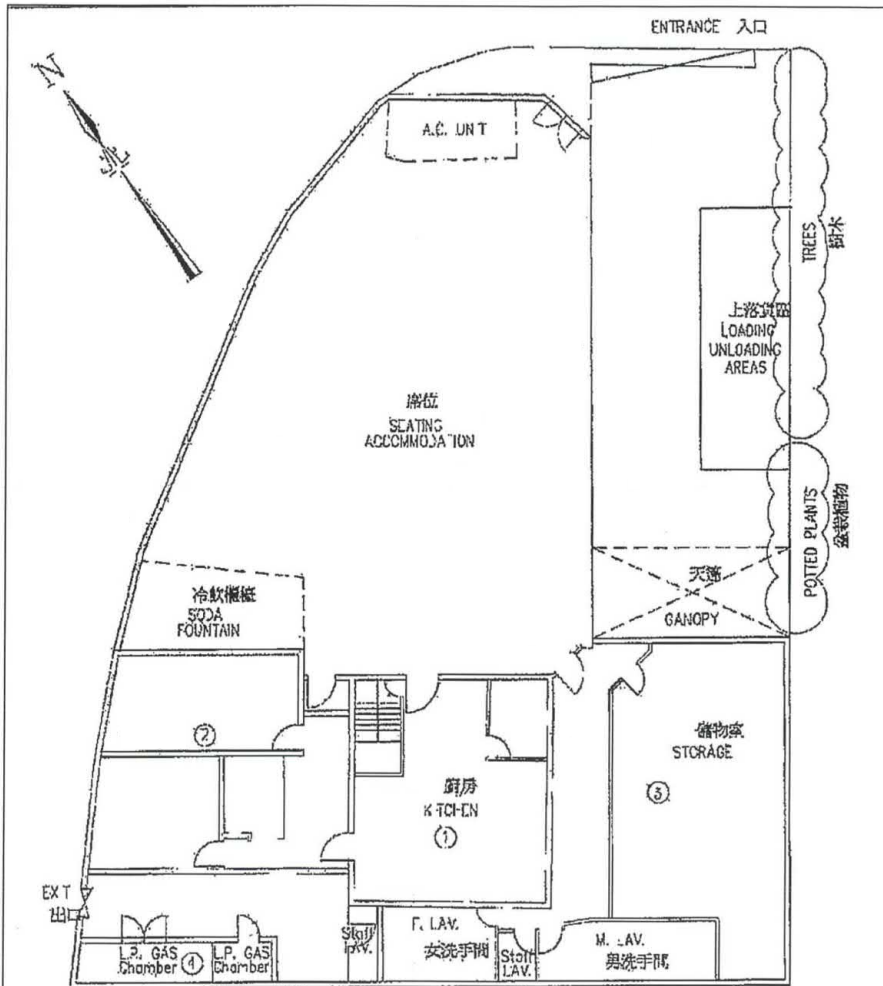 ENTRANCE 入口
N
北
A.C. UNIT
TREES
樹木
上落貨區
LOADING
UNLOADING
AREAS
席位
SEATING
ACCOMMODATION
POTTED PLANTS
盆栽植物
天篷
CANOPY
冷飲櫃檯
SODA
FOUNTAIN
②
儲物室
STORAGE
③
廚房
KITCHEN
①
EXIT
出口
L.P. GAS
Chamber ④
L.P. GAS
Chamber
Staff
LAV.
F. LAV.
女洗手間
Staff
LAV.
M. LAV.
男洗手間